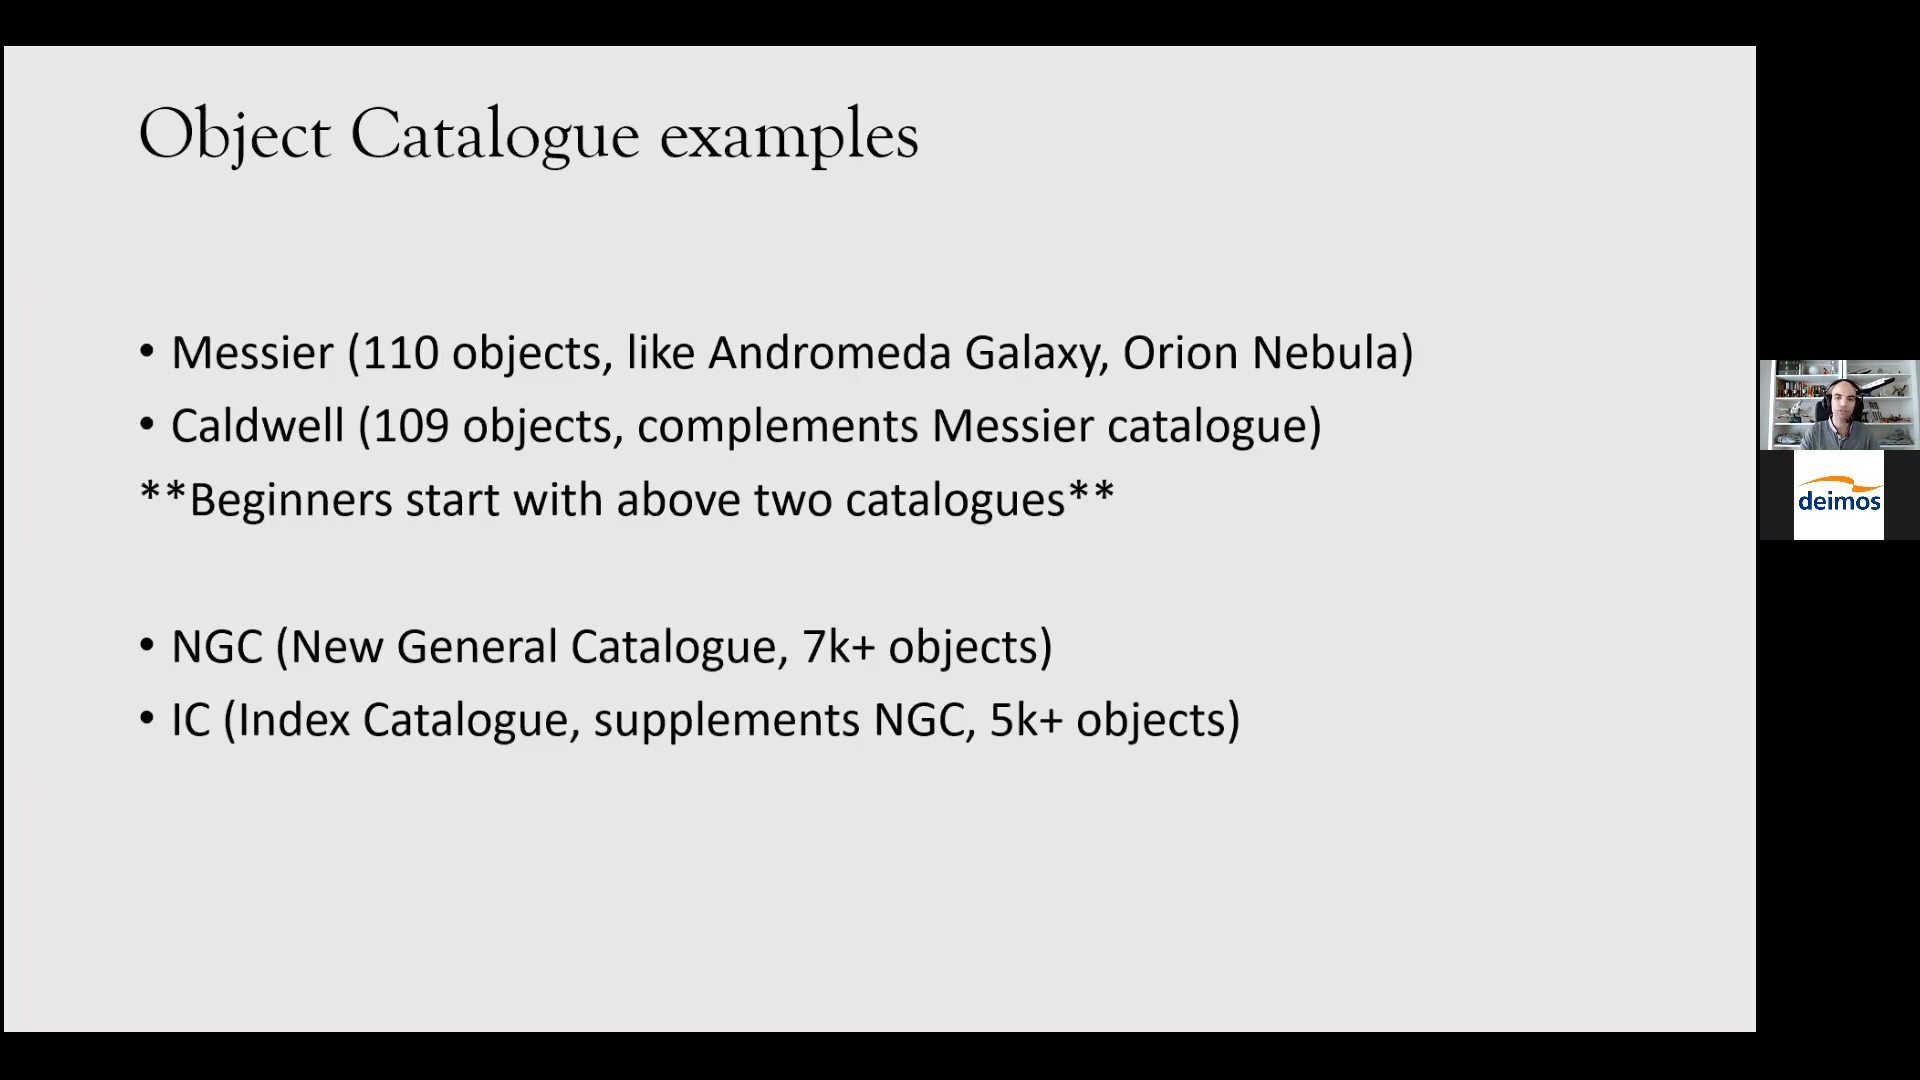 Object Catalogue examples
• Messier (110 objects, like Andromeda Galaxy, Orion Nebula)
• Caldwell (109 objects, complements Messier catalogue)
**Beginners start with above two catalogues**
• NGC (New General Catalogue, 7k+ objects)
• IC (Index Catalogue, supplements NGC, 5k+ objects)
deimos